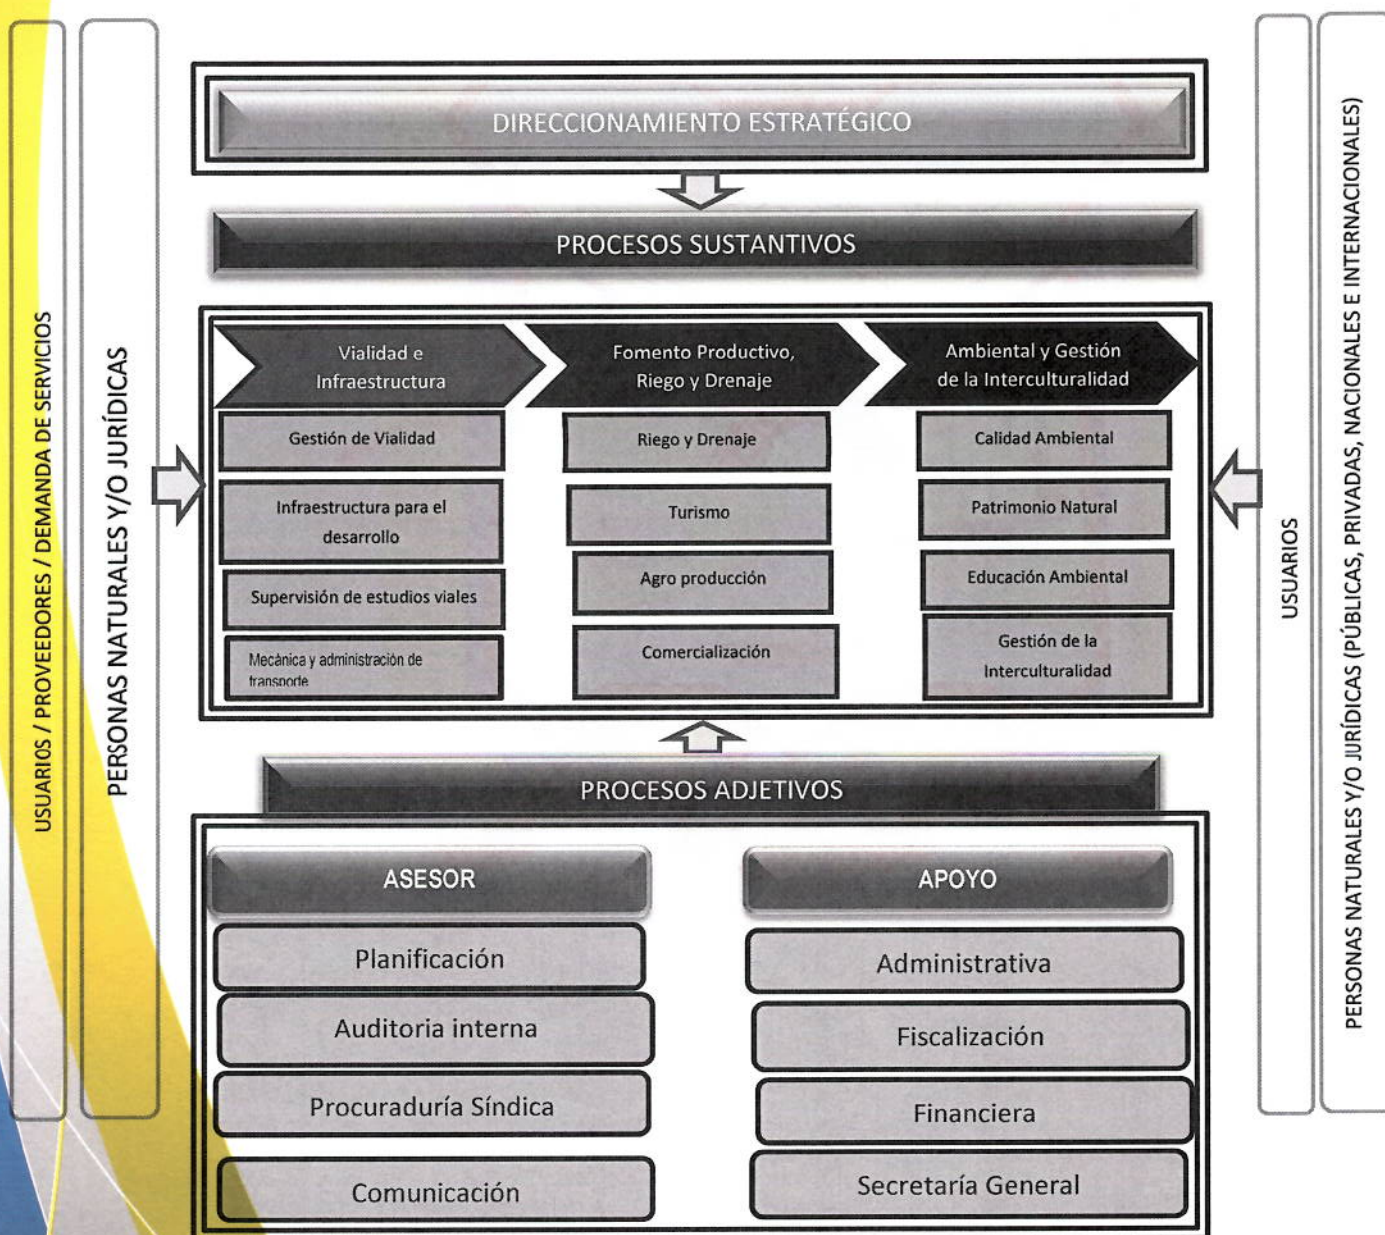 USUARIOS / PROVEEDORES / DEMANDA DE SERVICIOS
PERSONAS NATURALES Y/O JURÍDICAS
DIRECCIONAMIENTO ESTRATÉGICO
PROCESOS SUSTANTIVOS
Vialidad e
Infraestructura
Gestión de Vialidad
Infraestructura para el
desarrollo
Supervisión de estudios viales
Mecànica y administraciòn de
transporte
Fomento Productivo,
Riego y Drenaje
Riego y Drenaje
Turismo
Agro producción
Comercialización
Ambiental y Gestión
de la Interculturalidad
Calidad Ambiental
Patrimonio Natural
Educación Ambiental
Gestión de la
Interculturalidad
PROCESOS ADJETIVOS
ASESOR
Planificación
Auditoria interna
Procuraduría Síndica
Comunicación
APOYO
Administrativa
Fiscalización
Financiera
Secretaría General
USUARIOS
PERSONAS NATURALES Y/O JURÍDICAS (PÚBLICAS, PRIVADAS, NACIONALES E INTERNACIONALES)